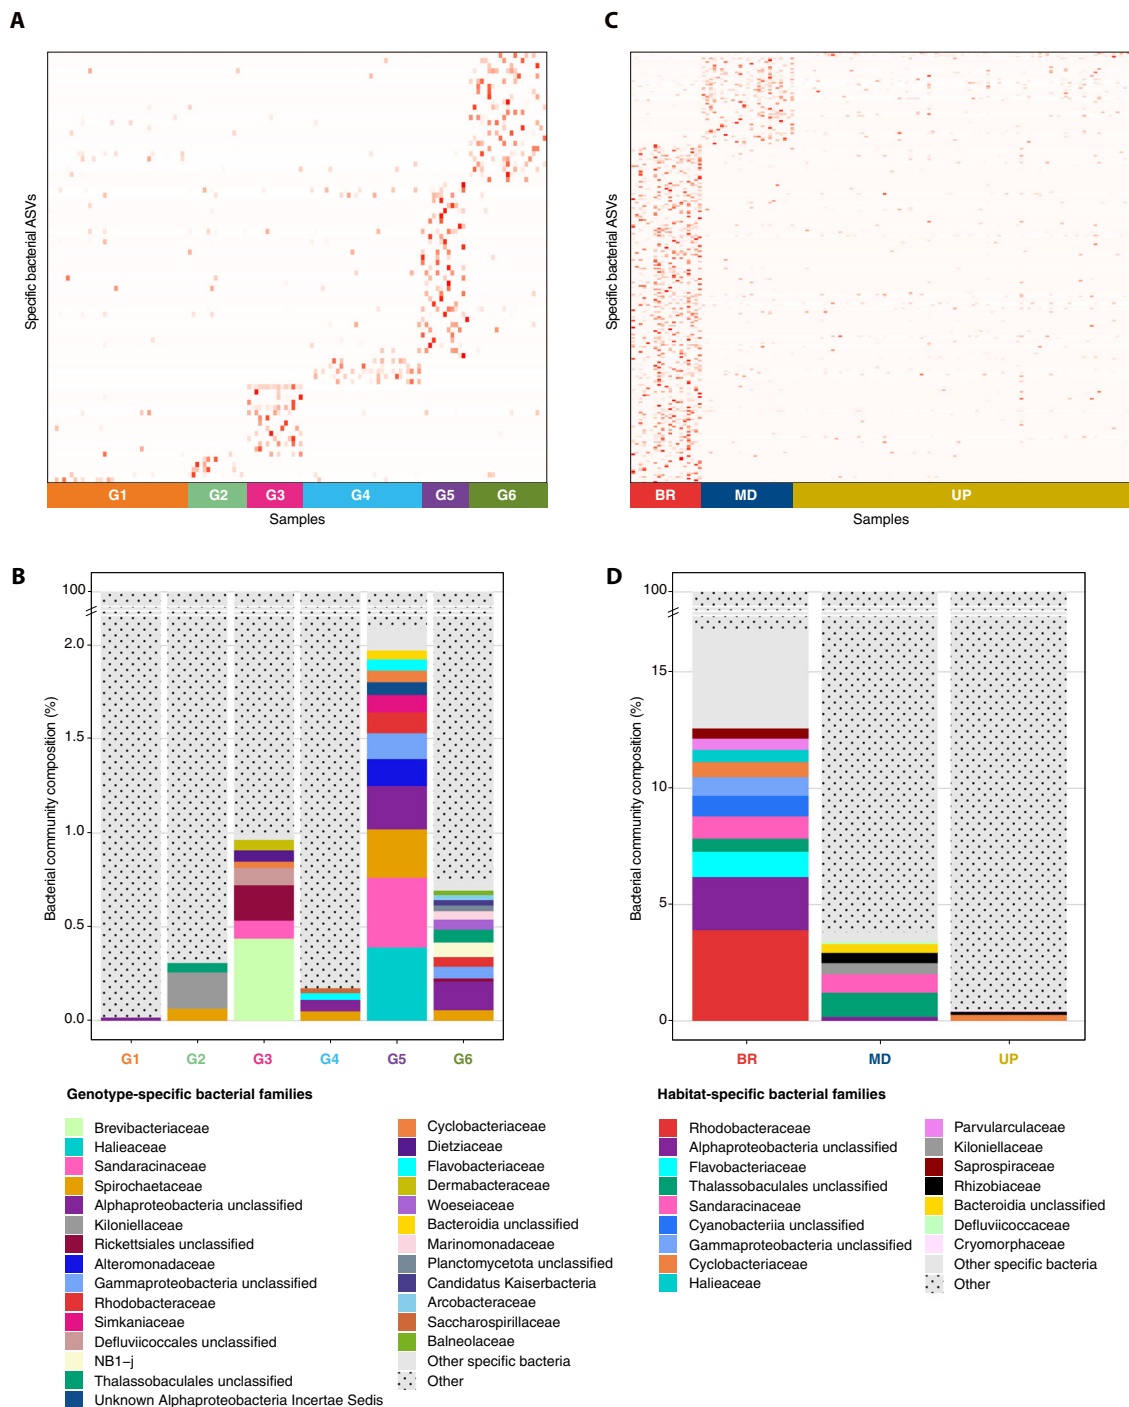 A
Specific bacterial ASVs
G1 G2 G3 G4 G5 G6
Samples
C
Specific bacterial ASVs
BR MD UP
Samples
B
Bacterial community composition (%)
100
2.0
1.5
1.0
0.5
0.0
G1 G2 G3 G4 G5 G6
Genotype-specific bacterial families
Brevibacteriaceae
Halieaceae
Sandaracinaceae
Spirochaetaceae
Alphaproteobacteria unclassified
Kiloniellaceae
Rickettsiales unclassified
Alteromonadaceae
Gammaproteobacteria unclassified
Rhodobacteraceae
Simkaniaceae
Defluviicoccales unclassified
NB1-j
Thalassobaculales unclassified
Unknown Alphaproteobacteria Incertae Sedis
Cyclobacteriaceae
Dietziaceae
Flavobacteriaceae
Dermabacteraceae
Woeseiaceae
Bacteroidia unclassified
Marinomonadaceae
Planctomycetota unclassified
Candidatus Kaiserbacteria
Arcobacteraceae
Saccharospirillaceae
Balneolaceae
Other specific bacteria
Other
D
Bacterial community composition (%)
100
15
10
5
0
BR MD UP
Habitat-specific bacterial families
Rhodobacteraceae
Alphaproteobacteria unclassified
Flavobacteriaceae
Thalassobaculales unclassified
Sandaracinaceae
Cyanobacteriia unclassified
Gammaproteobacteria unclassified
Cyclobacteriaceae
Halieaceae
Parvularculaceae
Kiloniellaceae
Saprospiraceae
Rhizobiaceae
Bacteroidia unclassified
Defluviicoccaceae
Cryomorphaceae
Other specific bacteria
Other